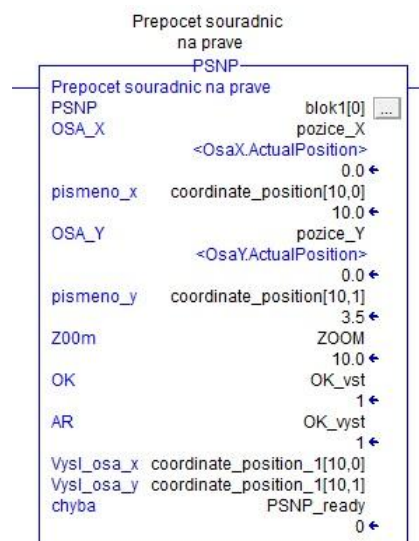 Prepocet souradnic
na prave
PSNP
Prepocet souradnic na prave
PSNP blok1[0] ...
OSA_X pozice_X
<OsaX.ActualPosition>
0.0
pismeno_x coordinate_position[10,0]
10.0
OSA_Y pozice_Y
<OsaY.ActualPosition>
0.0
pismeno_y coordinate_position[10,1]
3.5
Z00m ZOOM
10.0
OK OK_vst
1
AR OK_vyst
1
Vysl_osa_x coordinate_position_1[10,0]
Vysl_osa_y coordinate_position_1[10,1]
chyba PSNP_ready
0